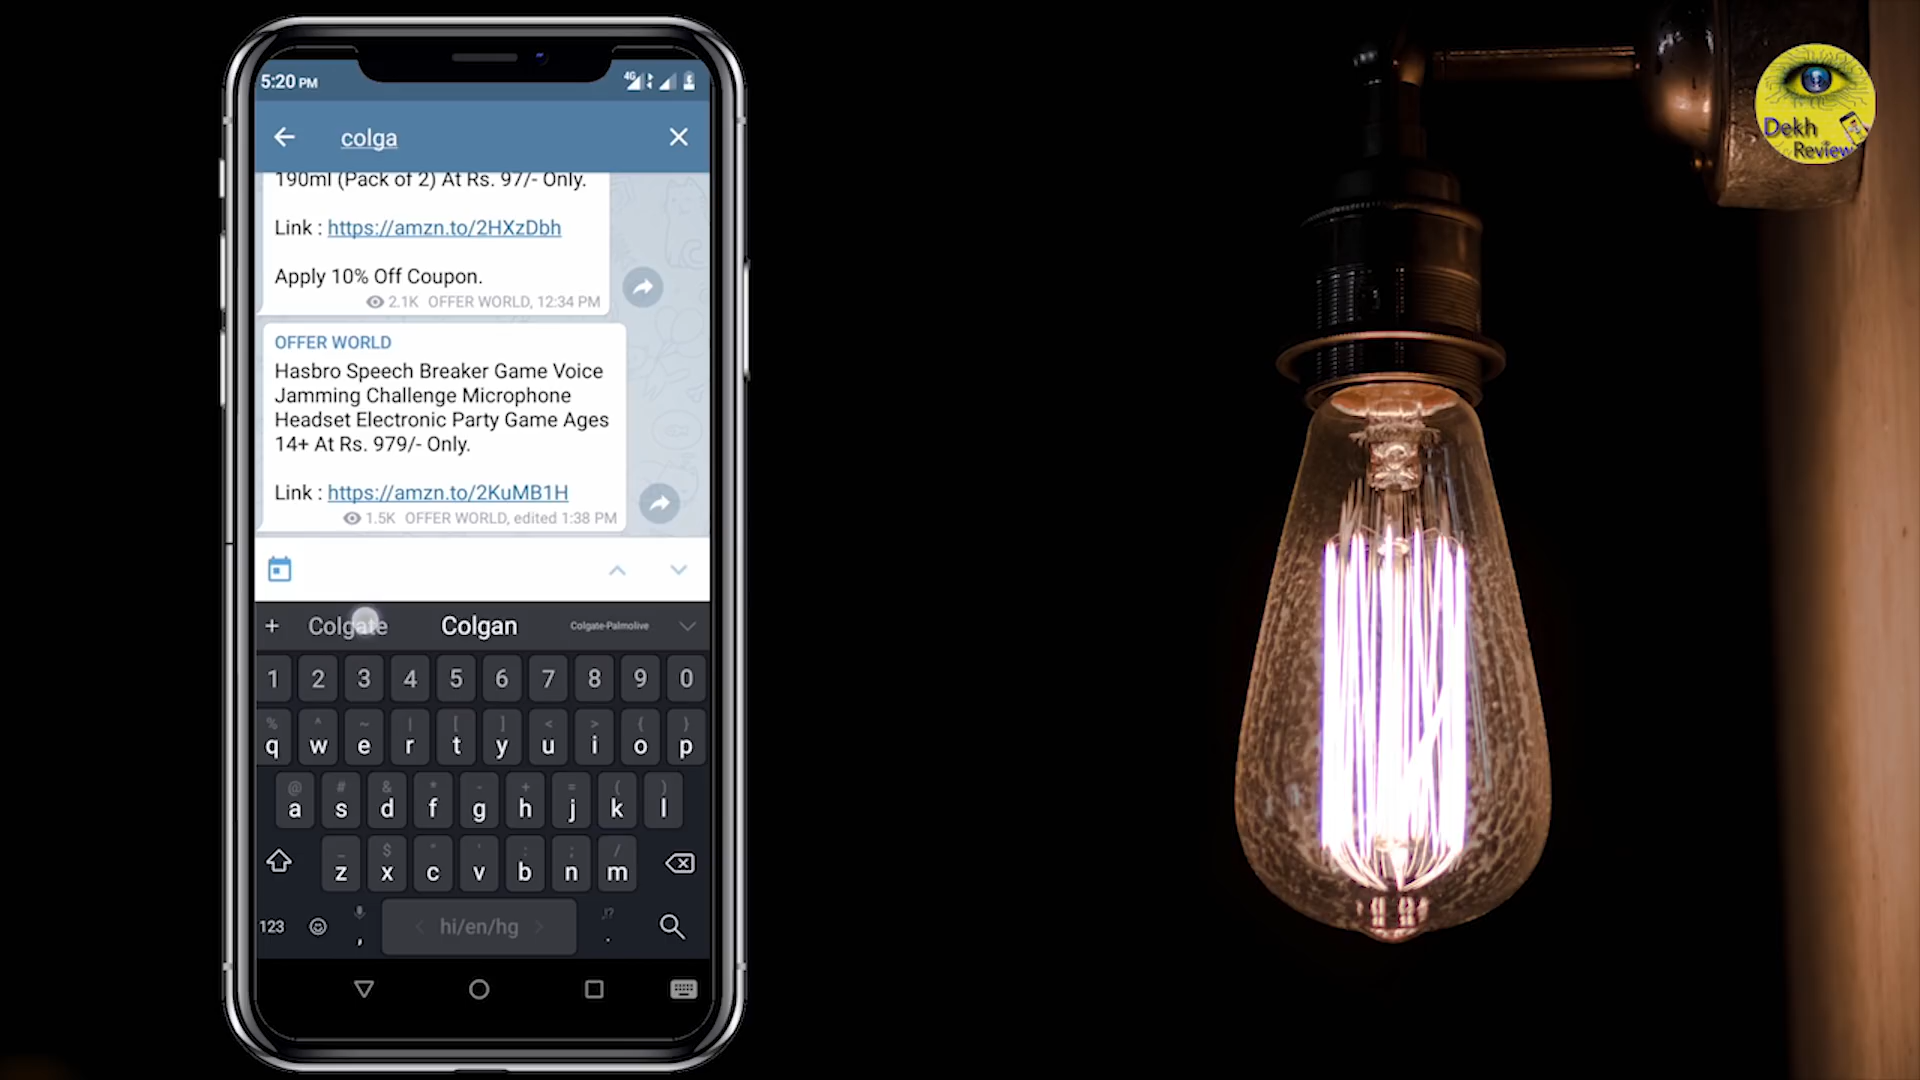 5:20 PM
4G
colga
190ml (Pack of 2) At Rs. 97/- Only.
Link : https://amzn.to/2HXzDbh
Apply 10% Off Coupon.
2.1K OFFER WORLD, 12:34 PM
OFFER WORLD
Hasbro Speech Breaker Game Voice
Jamming Challenge Microphone
Headset Electronic Party Game Ages
14+ At Rs. 979/- Only.
Link : https://amzn.to/2KuMB1H
1.5K OFFER WORLD, edited 1:38 PM
+ Colgate Colgan Colgate-Palmolive
1 2 3 4 5 6 7 8 9 0
% ^ ~ | [ ] < > { }
q w e r t y u i o p
@ # & * - + = ( )
a s d f g h j k l
_ $ " ' : ; /
z x c v b n m
123 , < hi/en/hg > .
,!?
Dekh
Review